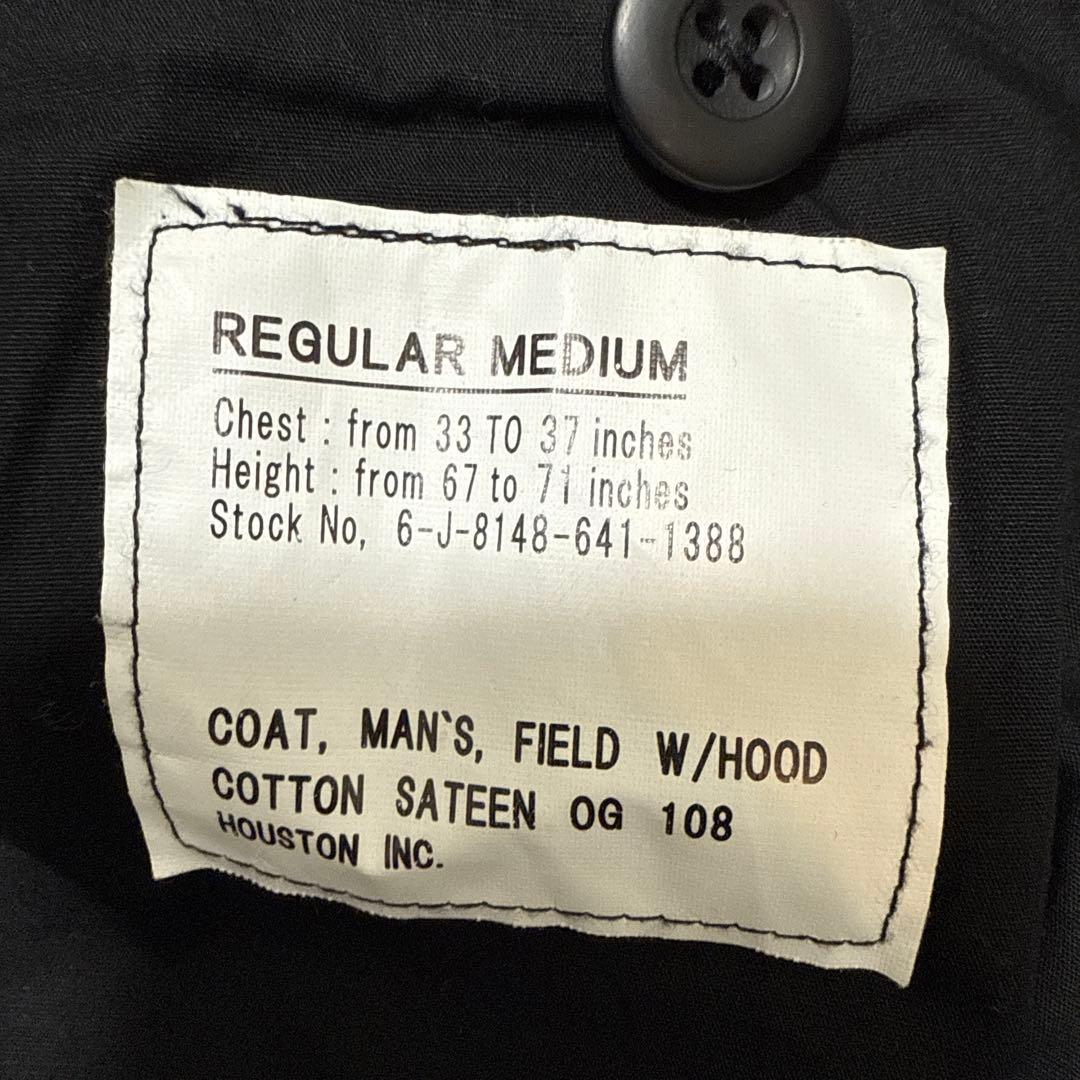 REGULAR MEDIUM
Chest : from 33 TO 37 inches
Height : from 67 to 71 inches
Stock No, 6-J-8148-641-1388
COAT, MAN`S, FIELD W/HOOD
COTTON SATEEN OG 108
HOUSTON INC.